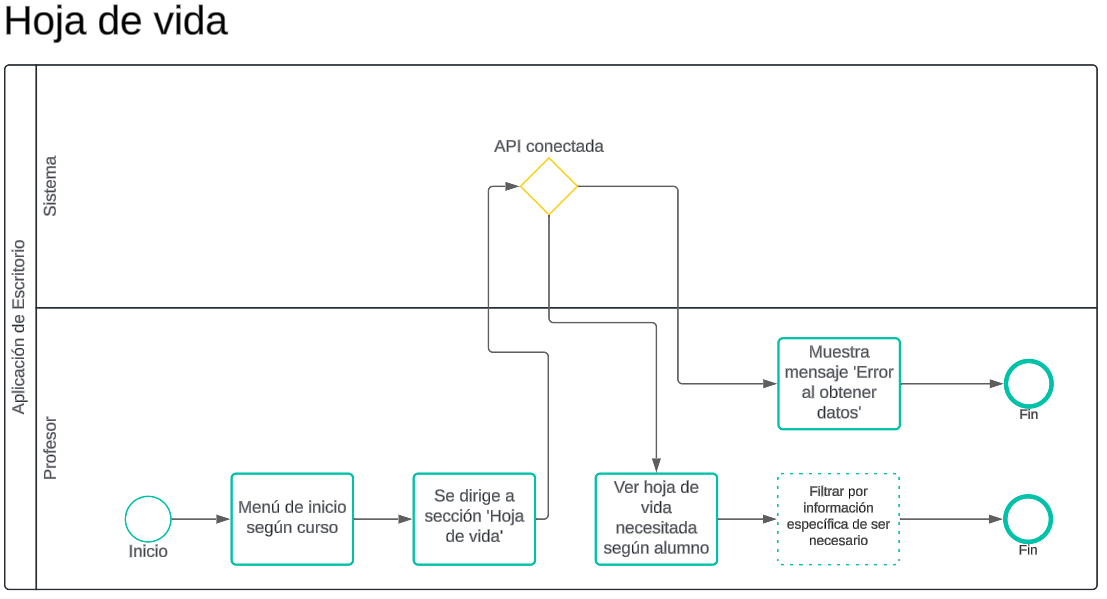 Hoja de vida
Aplicación de Escritorio
Sistema
API conectada
Profesor
Inicio
Menú de inicio
según curso
Se dirige a
sección 'Hoja
de vida'
Ver hoja de
vida
necesitada
según alumno
Muestra
mensaje 'Error
al obtener
datos'
Fin
Filtrar por
información
específica de ser
necesario
Fin